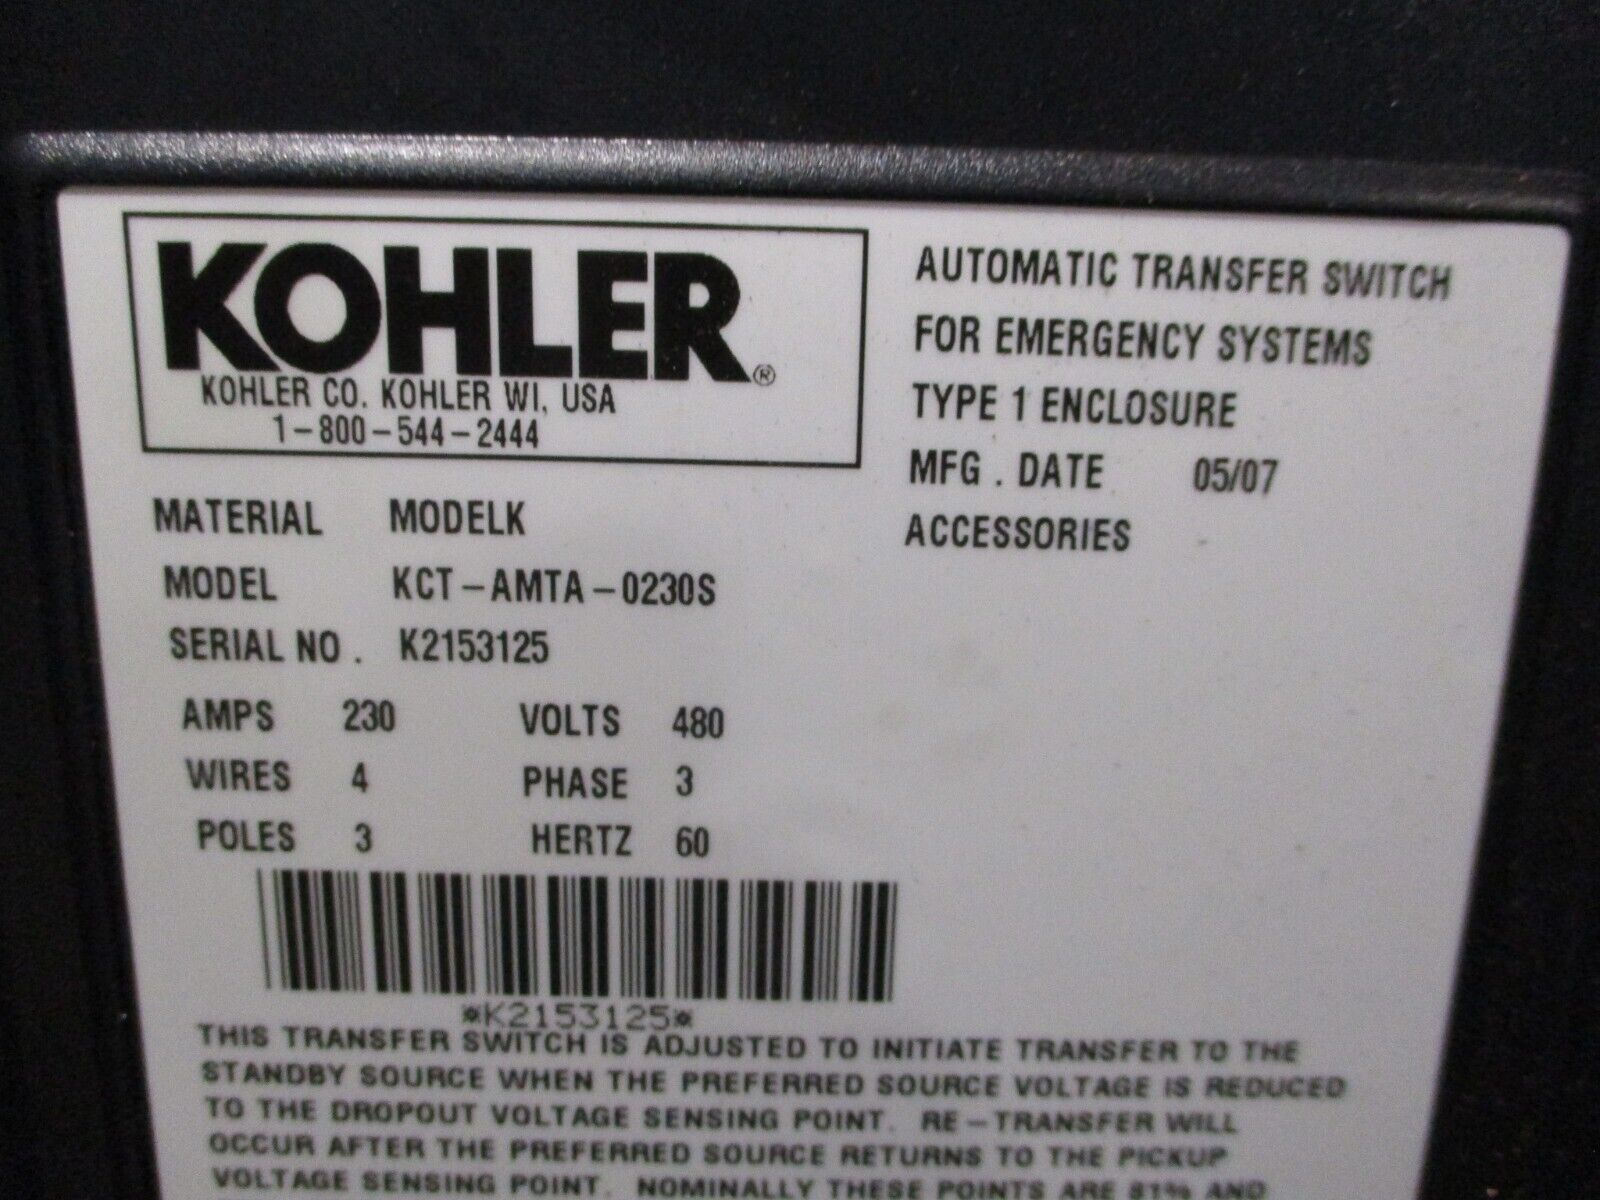 KOHLER®
KOHLER CO. KOHLER WI, USA
1-800-544-2444
AUTOMATIC TRANSFER SWITCH
FOR EMERGENCY SYSTEMS
TYPE 1 ENCLOSURE
MFG . DATE 05/07
ACCESSORIES
MATERIAL MODELK
MODEL KCT-AMTA-0230S
SERIAL NO . K2153125
AMPS 230 VOLTS 480
WIRES 4 PHASE 3
POLES 3 HERTZ 60
*K2153125*
THIS TRANSFER SWITCH IS ADJUSTED TO INITIATE TRANSFER TO THE
STANDBY SOURCE WHEN THE PREFERRED SOURCE VOLTAGE IS REDUCED
TO THE DROPOUT VOLTAGE SENSING POINT. RE-TRANSFER WILL
OCCUR AFTER THE PREFERRED SOURCE RETURNS TO THE PICKUP
VOLTAGE SENSING POINT. NOMINALLY THESE POINTS ARE 81% AND